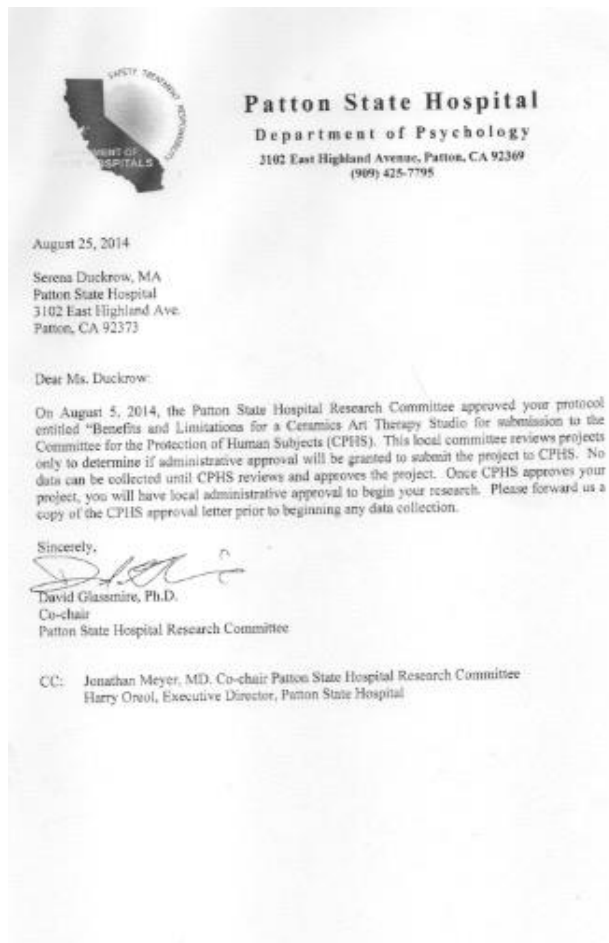 SAFETY TREATMENT RESPONSIBILITY
MENT OF
SPITALS
Patton State Hospital
Department of Psychology
3102 East Highland Avenue, Patton, CA 92369
(909) 425-7795
August 25, 2014
Serena Duckrow, MA
Patton State Hospital
3102 East Highland Ave.
Patton, CA 92373
Dear Ms. Duckrow:
On August 5, 2014, the Patton State Hospital Research Committee approved your protocol
entitled “Benefits and Limitations for a Ceramics Art Therapy Studio for submission to the
Committee for the Protection of Human Subjects (CPHS). This local committee reviews projects
only to determine if administrative approval will be granted to submit the project to CPHS. No
data can be collected until CPHS reviews and approves the project. Once CPHS approves your
project, you will have local administrative approval to begin your research. Please forward us a
copy of the CPHS approval letter prior to beginning any data collection.
Sincerely,
David Glassmire, Ph.D.
Co-chair
Patton State Hospital Research Committee
CC: Jonathan Meyer, MD. Co-chair Patton State Hospital Research Committee
Harry Oreol, Executive Director, Patton State Hospital